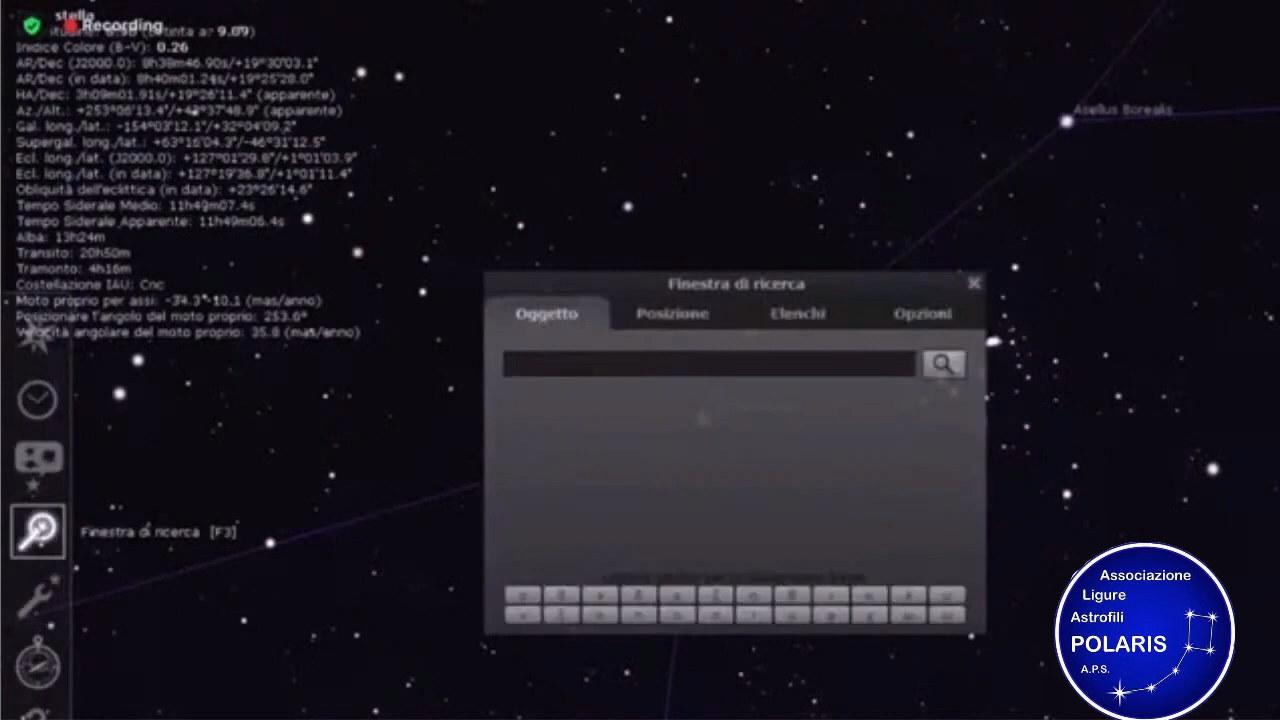 stella
Recording
9.09)
Inidice Colore (B-V): 0.26
AR/Dec (J2000.0): 8h38m46.90s/+19°30'03.1"
AR/Dec (in data): 8h40m01.24s/+19°25'28.0"
HA/Dec: 3h09m01.91s/+19°26'11.4" (apparente)
Az./Alt.: +253°06'13.4"/+43°37'48.9" (apparente)
Gal. long./lat.: -154°03'12.1"/+32°04'09.2"
Supergal. long./lat.: +63°16'04.3"/-46°31'12.5"
Ecl. long./lat. (J2000.0): +127°01'29.8"/+1°01'03.9"
Ecl. long./lat. (in data): +127°19'36.8"/+1°01'11.4"
Obliquità dell'eclittica (in data): +23°26'14.6"
Tempo Siderale Medio: 11h49m07.4s
Tempo Siderale Apparente: 11h49m06.4s
Alba: 13h24m
Transito: 20h50m
Tramonto: 4h16m
Costellazione IAU: Cnc
Moto proprio per assi: -34.3 -10.1 (mas/anno)
Posizionare l'angolo del moto proprio: 253.6°
Velocità angolare del moto proprio: 35.8 (mas/anno)
Asellus Borealis
Finestra di ricerca
Oggetto Posizione Elenchi Opzioni
Finestra di ricerca [F3]
Associazione
Ligure
Astrofili
POLARIS
A.P.S.